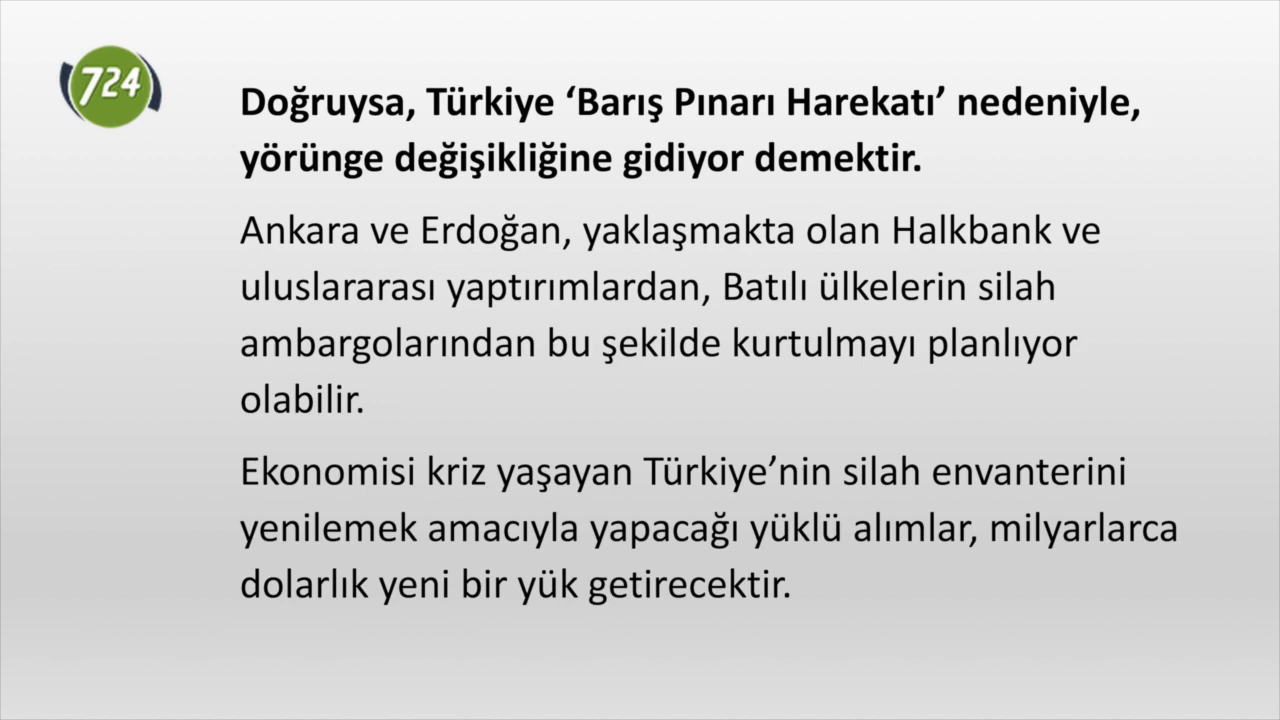 724
Doğruysa, Türkiye ‘Barış Pınarı Harekatı’ nedeniyle,
yörünge değişikliğine gidiyor demektir.
Ankara ve Erdoğan, yaklaşmakta olan Halkbank ve
uluslararası yaptırımlardan, Batılı ülkelerin silah
ambargolarından bu şekilde kurtulmayı planlıyor
olabilir.
Ekonomisi kriz yaşayan Türkiye’nin silah envanterini
yenilemek amacıyla yapacağı yüklü alımlar, milyarlarca
dolarlık yeni bir yük getirecektir.